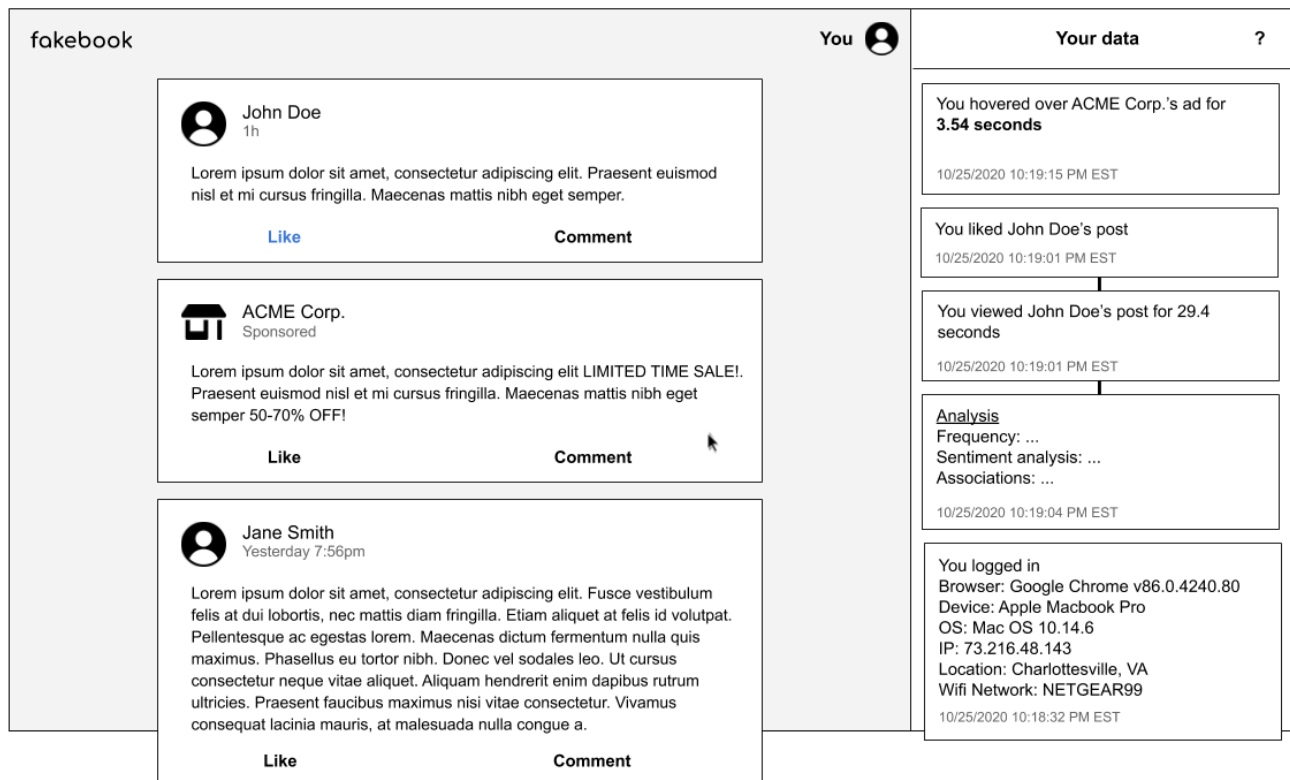 fakebook
You
John Doe
1h
Lorem ipsum dolor sit amet, consectetur adipiscing elit. Praesent euismod
nisl et mi cursus fringilla. Maecenas mattis nibh eget semper.
Like Comment
ACME Corp.
Sponsored
Lorem ipsum dolor sit amet, consectetur adipiscing elit LIMITED TIME SALE!.
Praesent euismod nisl et mi cursus fringilla. Maecenas mattis nibh eget
semper 50-70% OFF!
Like Comment
Jane Smith
Yesterday 7:56pm
Lorem ipsum dolor sit amet, consectetur adipiscing elit. Fusce vestibulum
felis at dui lobortis, nec mattis diam fringilla. Etiam aliquet at felis id volutpat.
Pellentesque ac egestas lorem. Maecenas dictum fermentum nulla quis
maximus. Phasellus eu tortor nibh. Donec vel sodales leo. Ut cursus
consectetur neque vitae aliquet. Aliquam hendrerit enim dapibus rutrum
ultricies. Praesent faucibus maximus nisi vitae consectetur. Vivamus
consequat lacinia mauris, at malesuada nulla congue a.
Like Comment
Your data ?
You hovered over ACME Corp.'s ad for
3.54 seconds
10/25/2020 10:19:15 PM EST
You liked John Doe's post
10/25/2020 10:19:01 PM EST
You viewed John Doe's post for 29.4
seconds
10/25/2020 10:19:01 PM EST
Analysis
Frequency: ...
Sentiment analysis: ...
Associations: ...
10/25/2020 10:19:04 PM EST
You logged in
Browser: Google Chrome v86.0.4240.80
Device: Apple Macbook Pro
OS: Mac OS 10.14.6
IP: 73.216.48.143
Location: Charlottesville, VA
Wifi Network: NETGEAR99
10/25/2020 10:18:32 PM EST